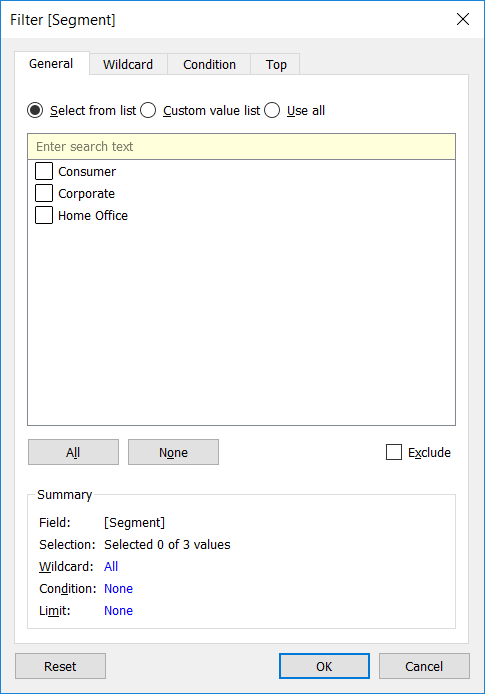 Filter [Segment]
General Wildcard Condition Top
Select from list Custom value list Use all
Enter search text
Consumer
Corporate
Home Office
All None Exclude
Summary
Field: [Segment]
Selection: Selected 0 of 3 values
Wildcard: All
Condition: None
Limit: None
Reset OK Cancel